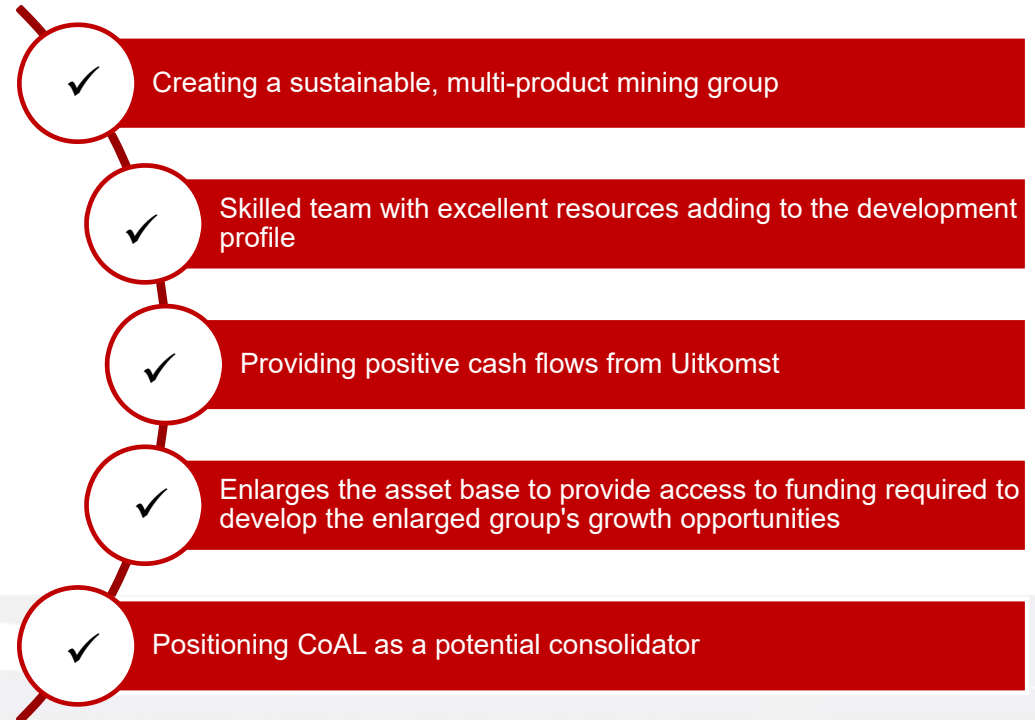 Creating a sustainable, multi-product mining group
Skilled team with excellent resources adding to the development
profile
Providing positive cash flows from Uitkomst
Enlarges the asset base to provide access to funding required to
develop the enlarged group's growth opportunities
Positioning CoAL as a potential consolidator